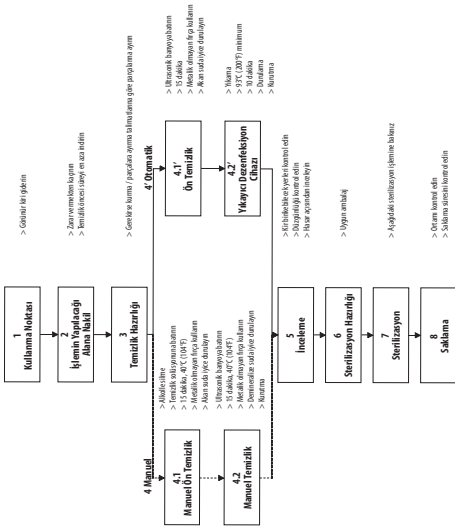 1
Kullanma Noktası
> Görünür kiri giderin
2
İşlemin Yapılacağı
Alana Nakil
> Zarar vermekten kaçının
> Temizlik öncesi süreyi en aza indirin
3
Temizlik Hazırlığı
> Gerekirse kurma / parçalara ayırma talimatlarına göre parçalarına ayırın
4 Manuel
4.1
Manuel Ön Temizlik
> Alkolle silme
> Temizlik solüsyonuna batırın
> 15 dakika, 40°C (104°F)
> Metalik olmayan fırça kullanın
> Akan suda iyice durulayın
4.2
Manuel Temizlik
> Ultrasonik banyoya batırın
> 15 dakika, 40°C (104°F)
> Metalik olmayan fırça kullanın
> Demineralize suda iyice durulayın
> Kurutma
4' Otomatik
4.1'
Ön Temizlik
> Ultrasonik banyoya batırın
> 15 dakika
> Metalik olmayan fırça kullanın
> Akan suda iyice durulayın
4.2'
Yıkayıcı Dezenfeksiyon
Cihazı
> Yıkama
> 93°C (200°F) minimum
> 10 dakika
> Durulama
> Kurutma
5
İnceleme
> Kir birikebilecek yerleri kontrol edin
> Düzgünlüğü kontrol edin
> Hasar açısından inceleyin
6
Sterilizasyon Hazırlığı
> Uygun ambalaj
7
Sterilizasyon
> Aşağıdaki sterilizasyon işlemine bakınız
8
Saklama
> Ortamı kontrol edin
> Saklama süresini kontrol edin